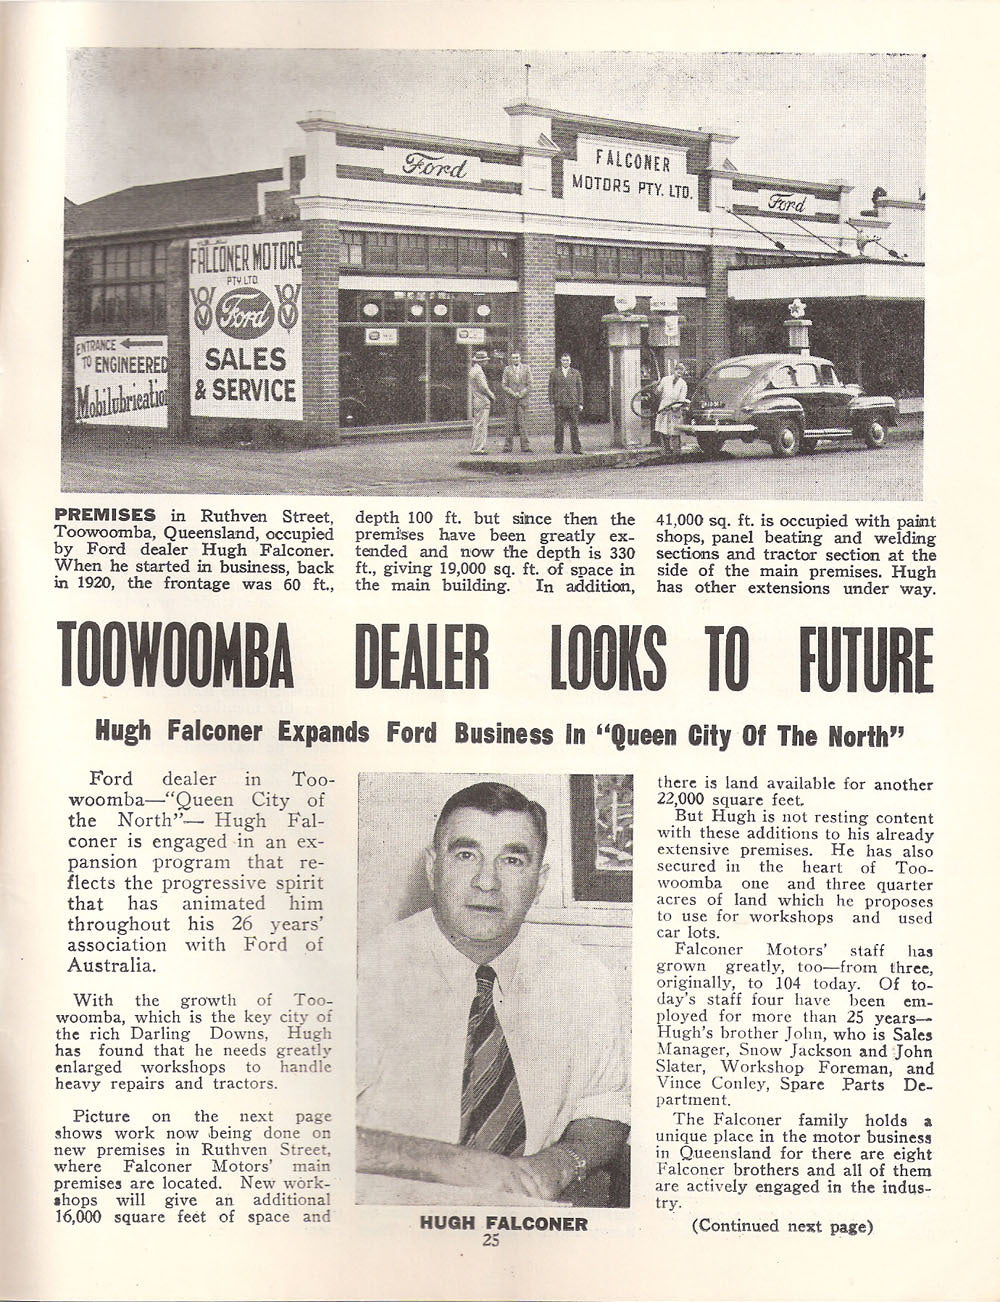 Ford
FALCONER
MOTORS PTY. LTD.
Ford
FALCONER MOTORS
PTY. LTD.
V8 Ford V8
SALES
& SERVICE
ENTRANCE
TO ENGINEERED
Mobilubrication
PREMISES in Ruthven Street,
Toowoomba, Queensland, occupied
by Ford dealer Hugh Falconer.
When he started in business, back
in 1920, the frontage was 60 ft.,
depth 100 ft. but since then the
premises have been greatly ex-
tended and now the depth is 330
ft., giving 19,000 sq. ft. of space in
the main building. In addition,
41,000 sq. ft. is occupied with paint
shops, panel beating and welding
sections and tractor section at the
side of the main premises. Hugh
has other extensions under way.
TOOWOOMBA DEALER LOOKS TO FUTURE
Hugh Falconer Expands Ford Business In "Queen City Of The North"
Ford dealer in Too-
woomba—"Queen City of
the North"— Hugh Fal-
coner is engaged in an ex-
pansion program that re-
flects the progressive spirit
that has animated him
throughout his 26 years'
association with Ford of
Australia.
With the growth of Too-
woomba, which is the key city of
the rich Darling Downs, Hugh
has found that he needs greatly
enlarged workshops to handle
heavy repairs and tractors.
Picture on the next page
shows work now being done on
new premises in Ruthven Street,
where Falconer Motors' main
premises are located. New work-
shops will give an additional
16,000 square feet of space and
HUGH FALCONER
there is land available for another
22,000 square feet.
But Hugh is not resting content
with these additions to his already
extensive premises. He has also
secured in the heart of Too-
woomba one and three quarter
acres of land which he proposes
to use for workshops and used
car lots.
Falconer Motors' staff has
grown greatly, too—from three,
originally, to 104 today. Of to-
day's staff four have been em-
ployed for more than 25 years—
Hugh's brother John, who is Sales
Manager, Snow Jackson and John
Slater, Workshop Foreman, and
Vince Conley, Spare Parts De-
partment.
The Falconer family holds a
unique place in the motor business
in Queensland for there are eight
Falconer brothers and all of them
are actively engaged in the indus-
try.
(Continued next page)
25